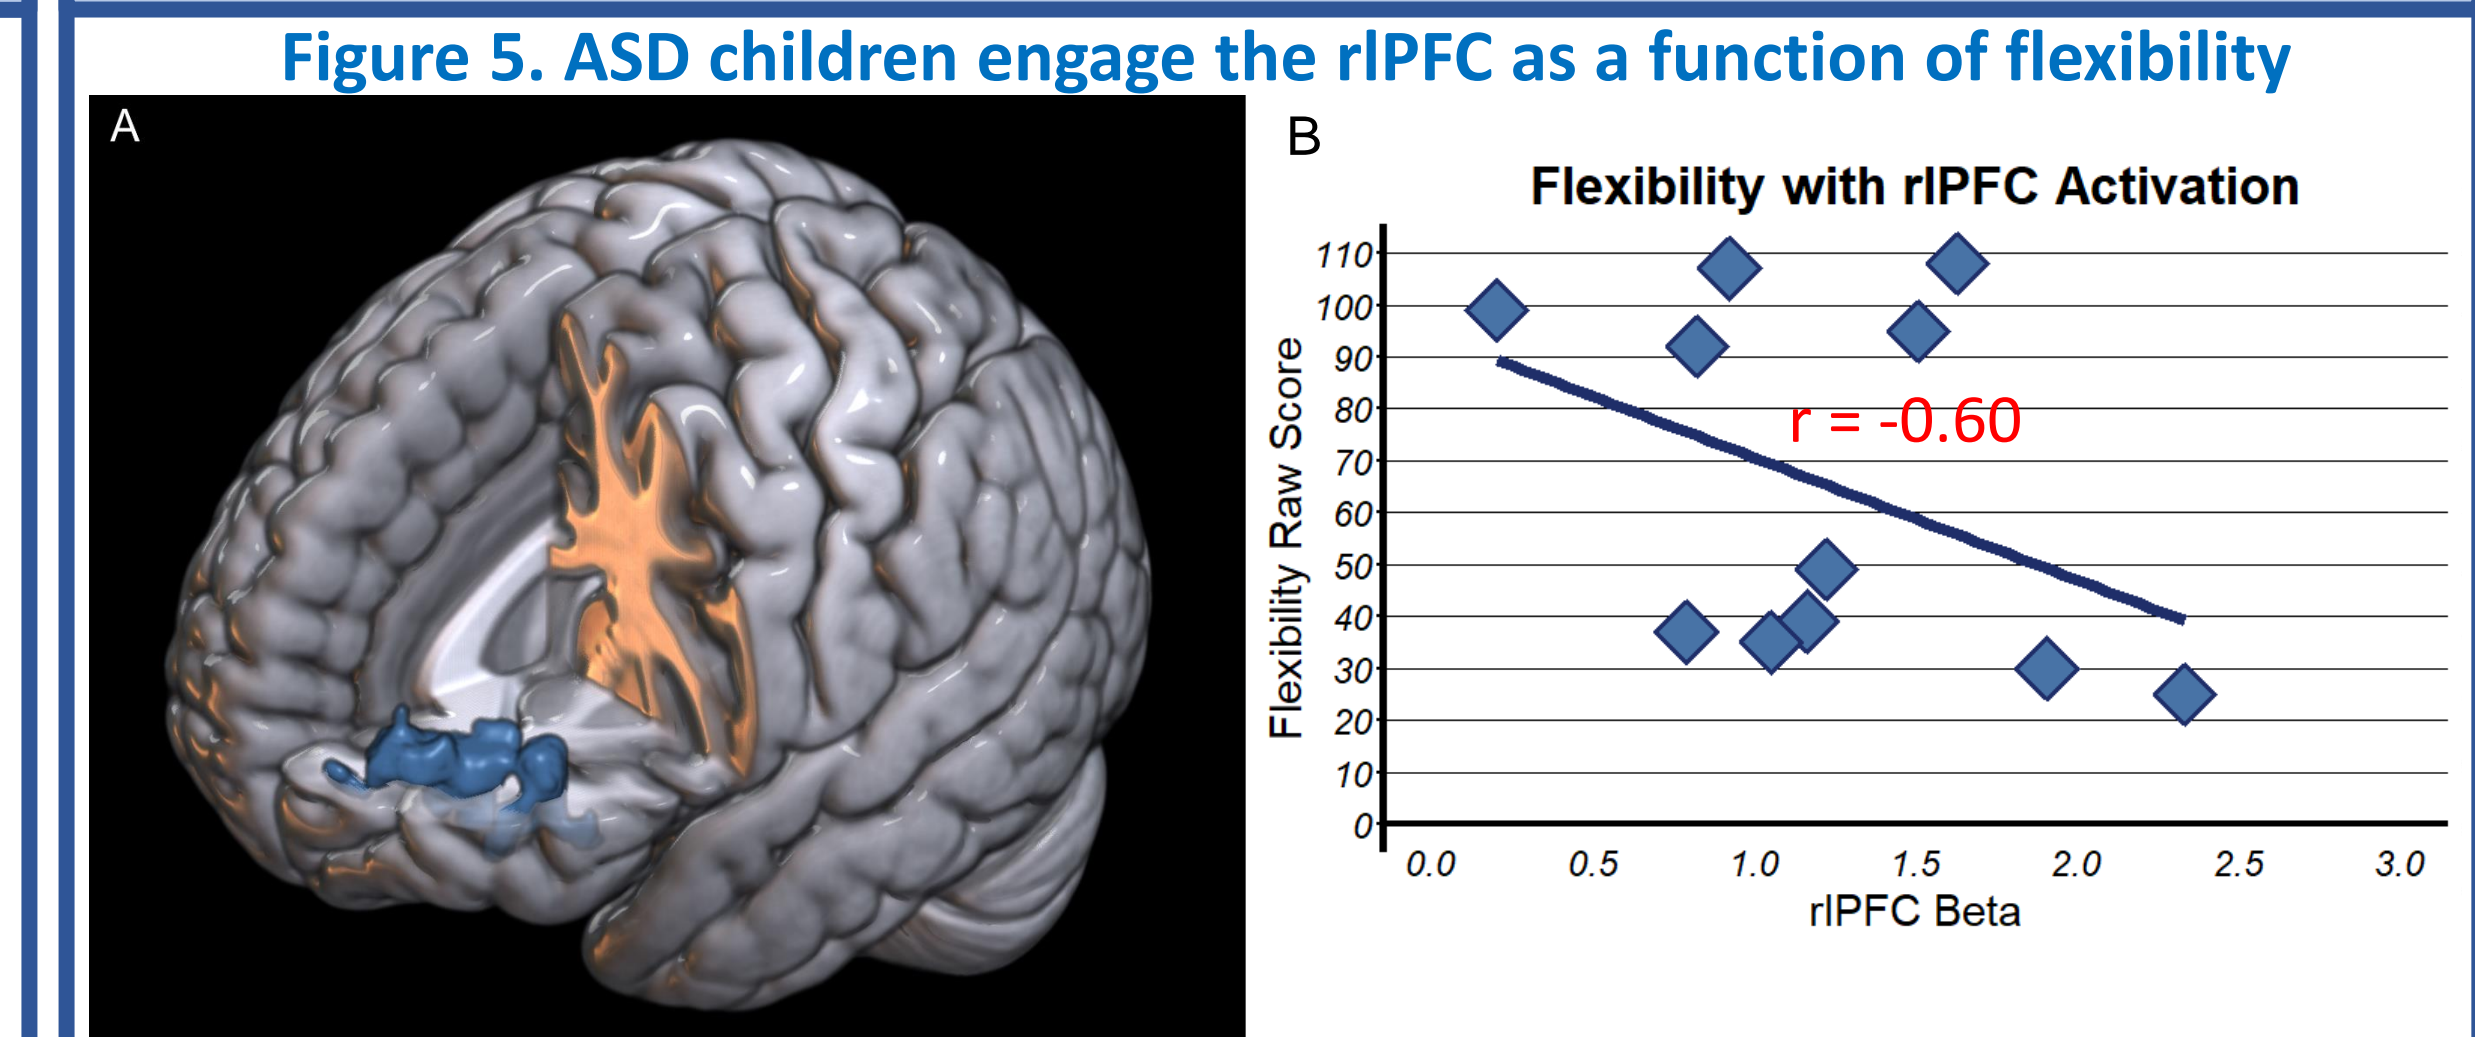 Figure 5. ASD children engage the rlPFC as a function of flexibility
A
B
Flexibility with rlPFC Activation
Flexibility Raw Score
110
100
90
80
70
60
50
40
30
20
10
0
r = -0.60
0.0 0.5 1.0 1.5 2.0 2.5 3.0
rlPFC Beta